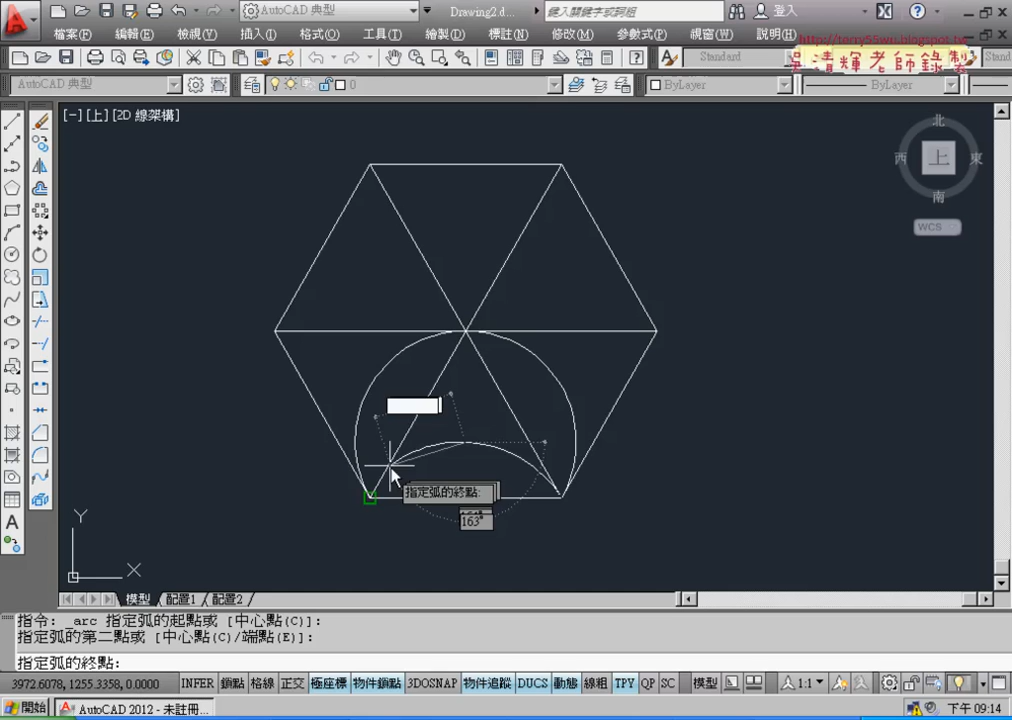 AutoCAD 典型
Drawing2.d...
鍵入關鍵字或詞組
登入
檔案(F) 編輯(E) 檢視(V) 插入(I) 格式(O) 工具(T) 繪製(D) 標註(N) 修改(M) 參數式(P) 視窗(W) 說明(H)
http://terry55wu.blogspot.tw
Standard
吳清輝老師錄製
Stand
AutoCAD 典型
0
ByLayer
ByLayer
[−] [上] [2D 線架構]
北
西 上 東
南
WCS
指定弧的終點:
163°
Y
X
模型 配置1 配置2
指令: _arc 指定弧的起點或 [中心點(C)]:
指定弧的第二點或 [中心點(C)/端點(E)]:
指定弧的終點:
3972.6078, 1255.3358, 0.0000 INFER 鎖點 格線 正交 極座標 物件鎖點 3DOSNAP 物件追蹤 DUCS 動態 線粗 TPY QP SC 模型 1:1
開始 AutoCAD 2012 - 未註冊... 下午 09:14